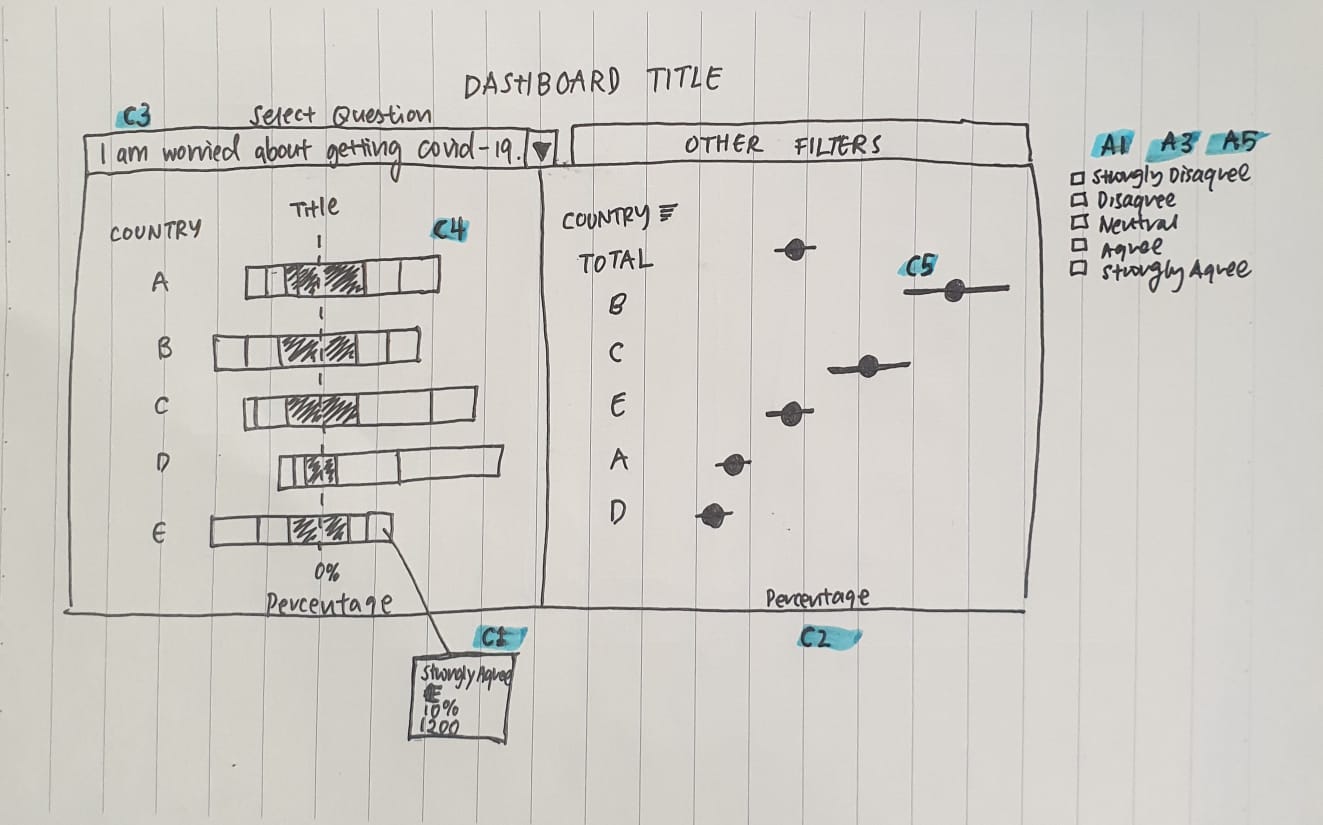 DASHBOARD TITLE
C3
Select Question
I am worried about getting covid-19.
OTHER FILTERS
A1 A3 A5
Strongly Disagree
Disagree
Neutral
Agree
Strongly Agree
Title
COUNTRY
C4
A
B
C
D
E
0%
Percentage
COUNTRY
TOTAL
C5
B
C
E
A
D
Percentage
C1
C2
Strongly Agree
E
10%
1200